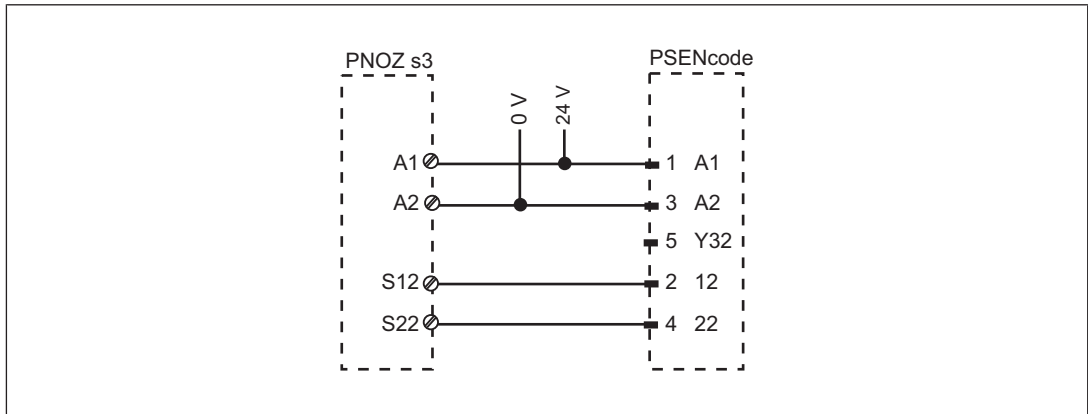 PNOZ s3
PSENcode
0 V
24 V
A1
1 A1
A2
3 A2
5 Y32
S12
2 12
S22
4 22